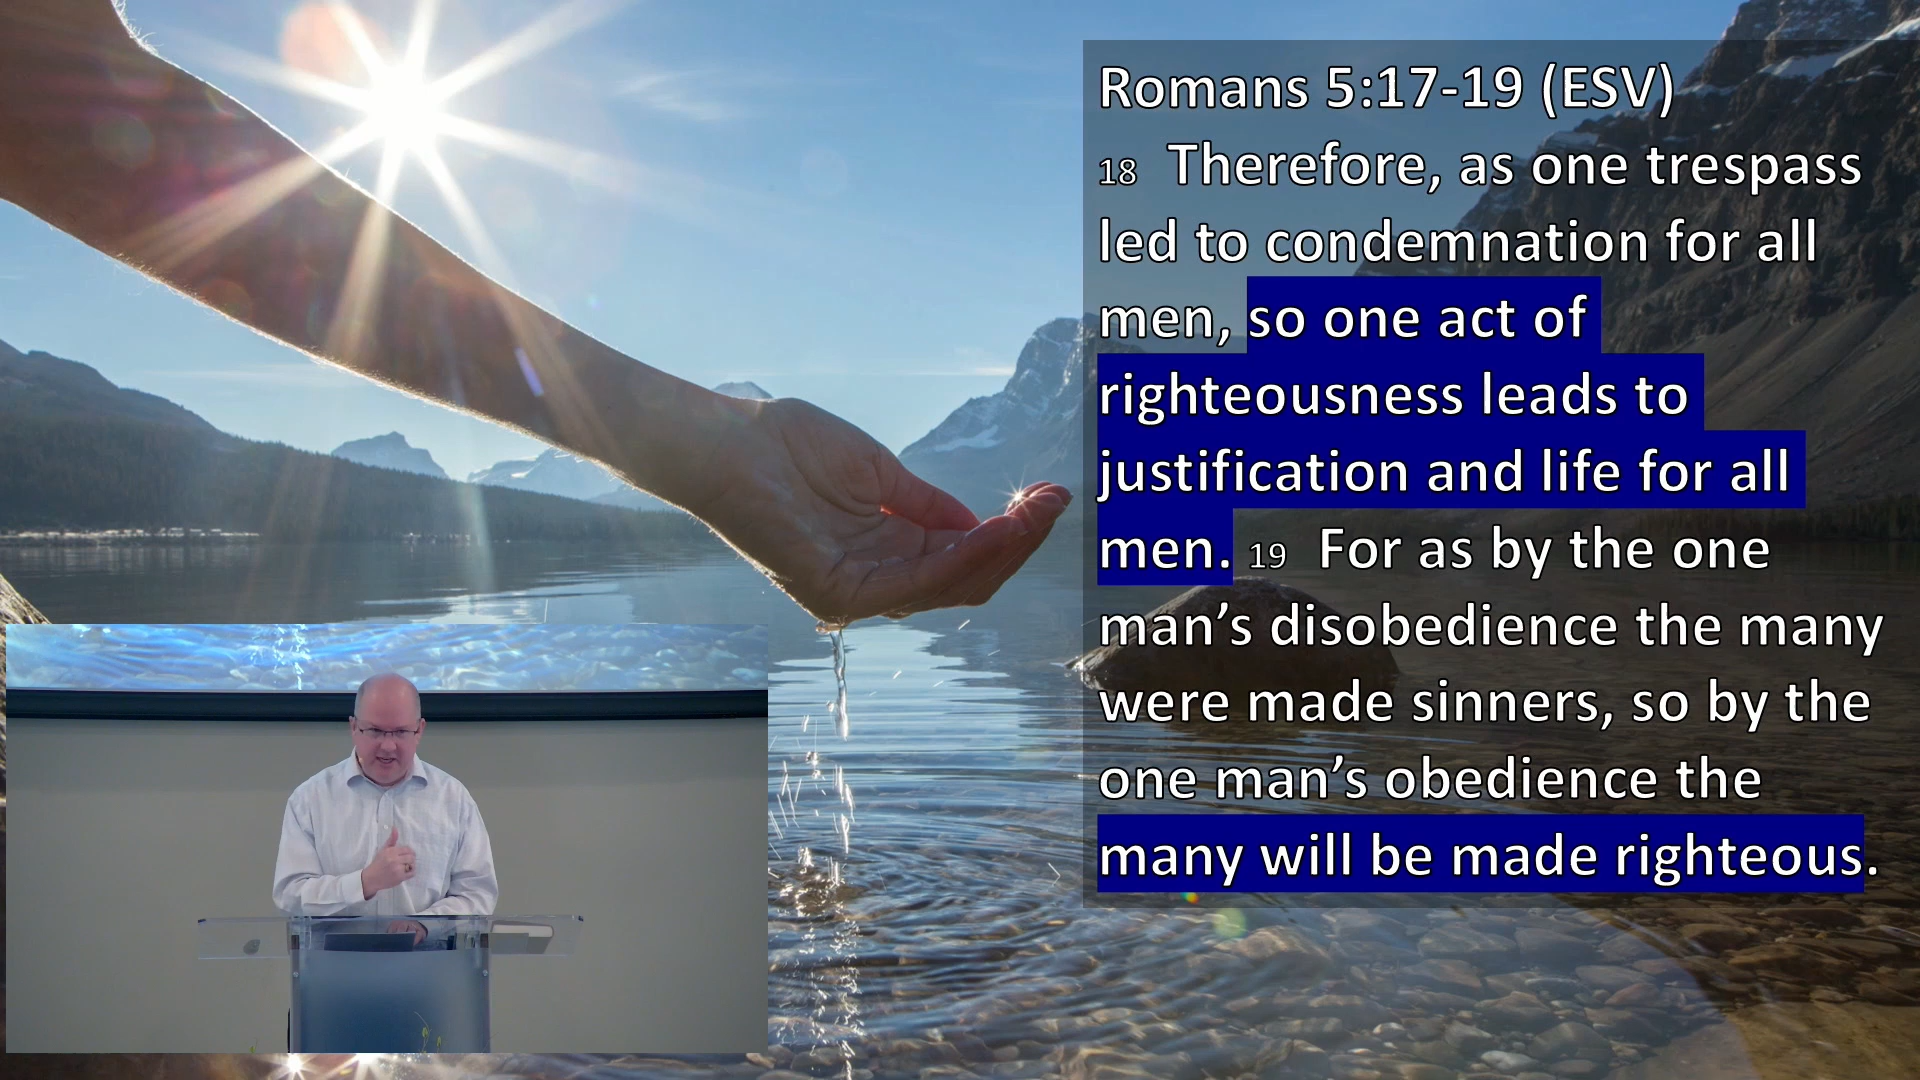 Romans 5:17-19 (ESV)
18 Therefore, as one trespass
led to condemnation for all
men, so one act of
righteousness leads to
justification and life for all
men. 19 For as by the one
man’s disobedience the many
were made sinners, so by the
one man’s obedience the
many will be made righteous.